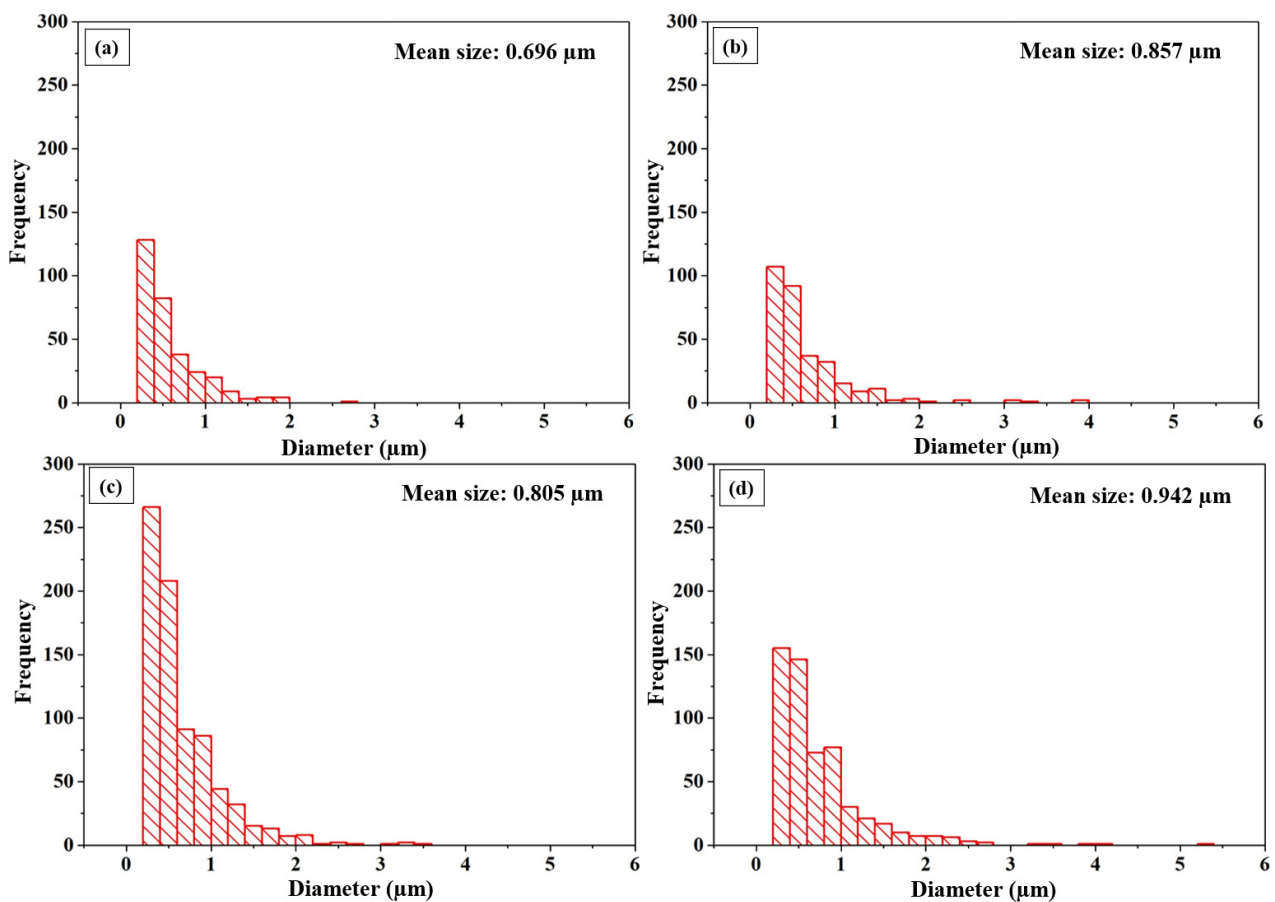 (a)
Mean size: 0.696 µm
300
250
200
150
100
50
0
Frequency
0 1 2 3 4 5 6
Diameter (µm)
(b)
Mean size: 0.857 µm
300
250
200
150
100
50
0
Frequency
0 1 2 3 4 5 6
Diameter (µm)
(c)
Mean size: 0.805 µm
300
250
200
150
100
50
0
Frequency
0 1 2 3 4 5 6
Diameter (µm)
(d)
Mean size: 0.942 µm
300
250
200
150
100
50
0
Frequency
0 1 2 3 4 5 6
Diameter (µm)